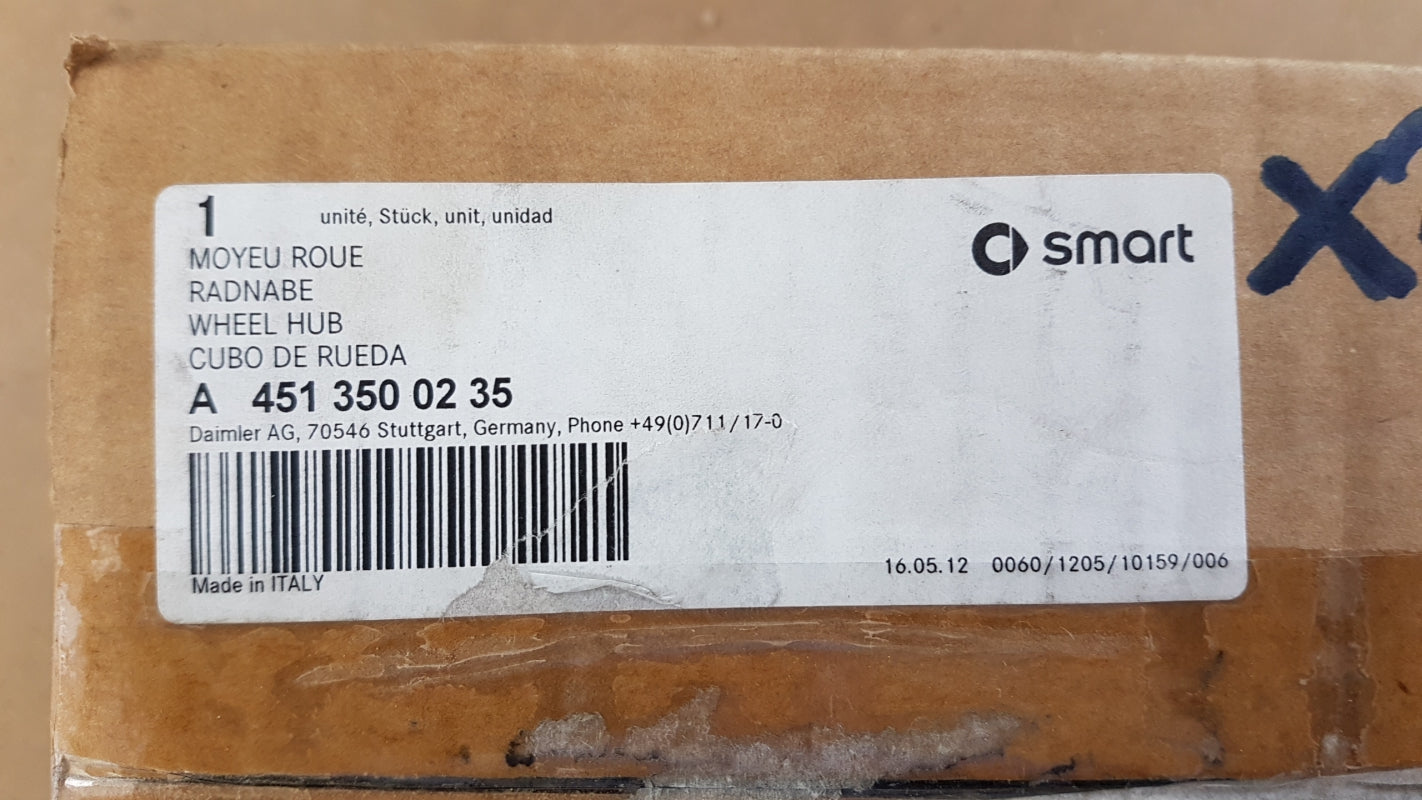 1 unité, Stück, unit, unidad
smart
MOYEU ROUE
RADNABE
WHEEL HUB
CUBO DE RUEDA
A 451 350 02 35
Daimler AG, 70546 Stuttgart, Germany, Phone +49(0)711/17-0
Made in ITALY
16.05.12 0060/1205/10159/006
X